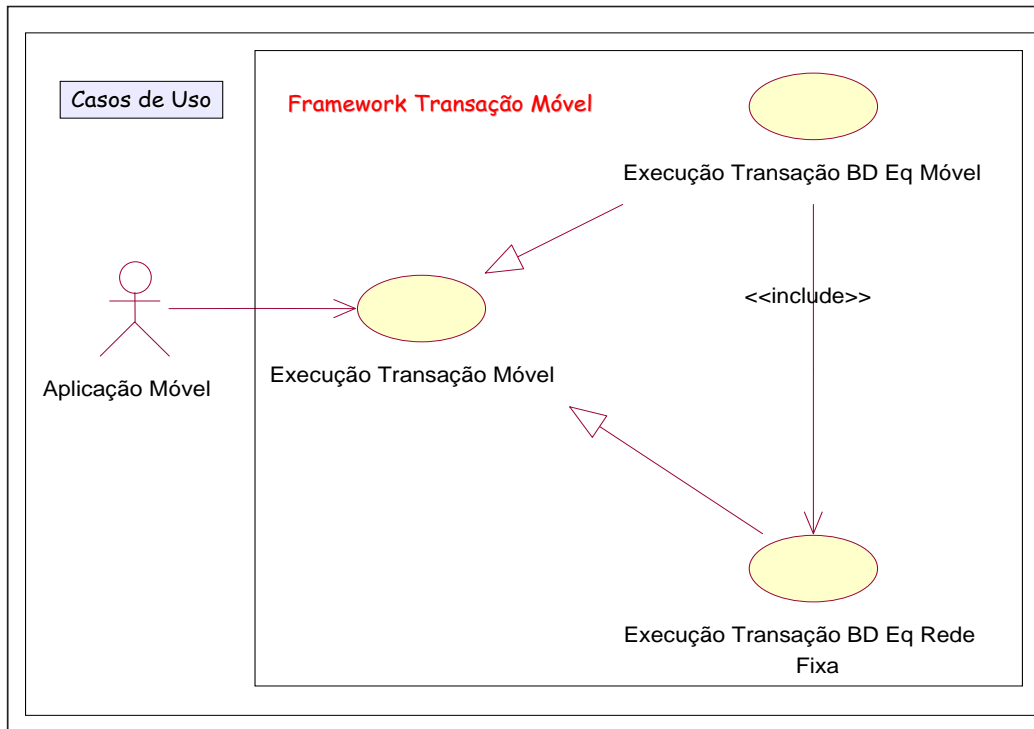 Casos de Uso
Framework Transação Móvel
Execução Transação BD Eq Móvel
<<include>>
Execução Transação Móvel
Aplicação Móvel
Execução Transação BD Eq Rede
Fixa